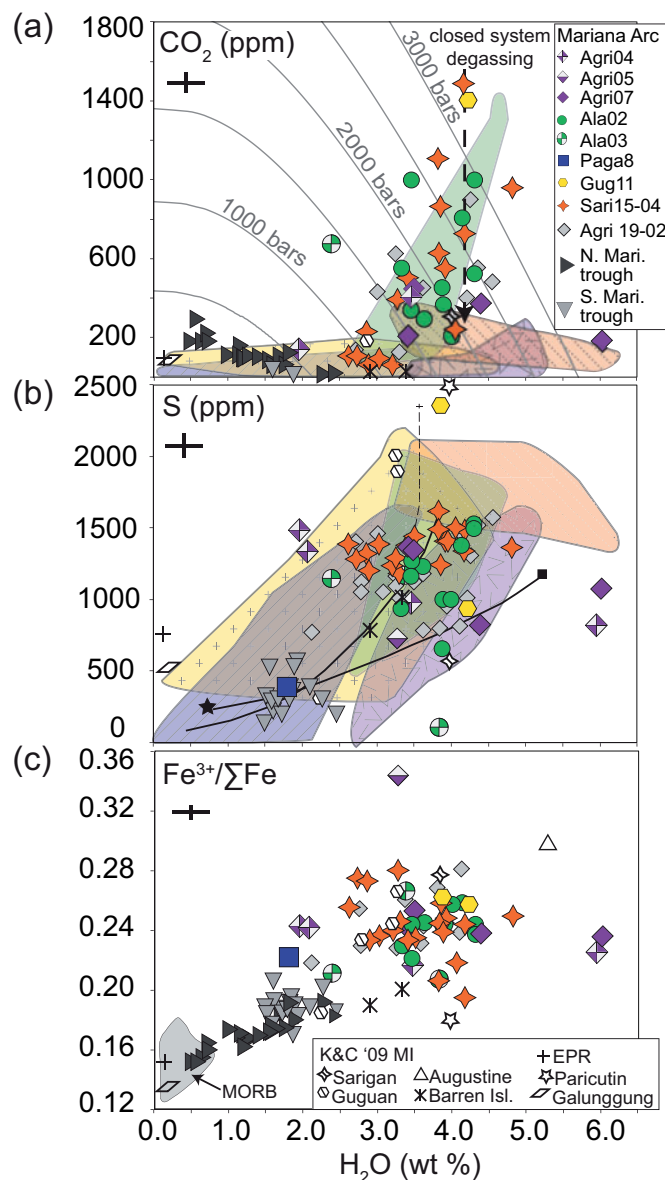 (a)
CO₂ (ppm)
1800
1400
1000
600
200
0
1000 bars
2000 bars
3000 bars
closed system
degassing
Mariana Arc
Agri04
Agri05
Agri07
Ala02
Ala03
Paga8
Gug11
Sari15-04
Agri 19-02
N. Mari.
trough
S. Mari.
trough
(b)
S (ppm)
2500
2000
1500
1000
500
0
(c)
Fe³⁺/∑Fe
0.36
0.32
0.28
0.24
0.20
0.16
0.12
MORB
K&C '09 MI
Sarigan
Guguan
Augustine
Barren Isl.
EPR
Paricutin
Galunggung
0.0 1.0 2.0 3.0 4.0 5.0 6.0
H₂O (wt %)